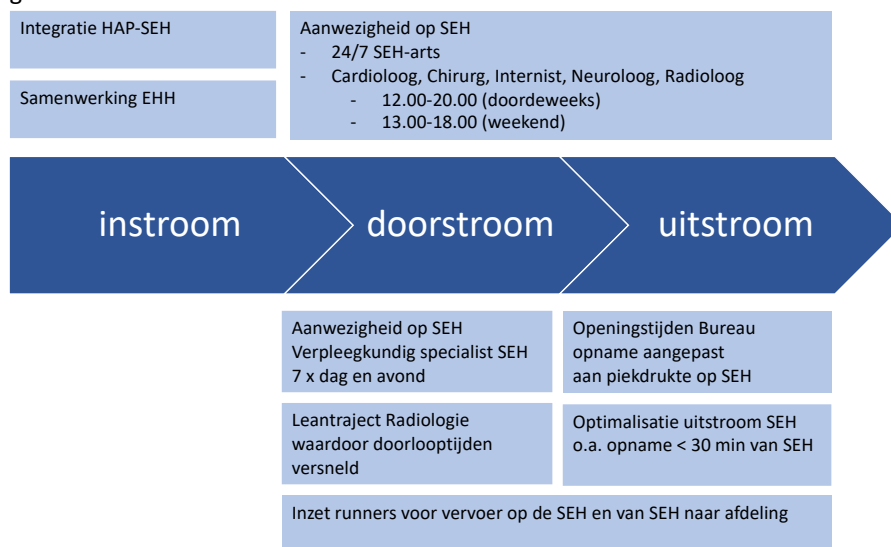 Integratie HAP-SEH
Samenwerking EHH
Aanwezigheid op SEH
- 24/7 SEH-arts
- Cardioloog, Chirurg, Internist, Neuroloog, Radioloog
- 12.00-20.00 (doordeweeks)
- 13.00-18.00 (weekend)
instroom
doorstroom
uitstroom
Aanwezigheid op SEH
Verpleegkundig specialist SEH
7 x dag en avond
Openingstijden Bureau
opname aangepast
aan piekdrukte op SEH
Leantraject Radiologie
waardoor doorlooptijden
versneld
Optimalisatie uitstroom SEH
o.a. opname < 30 min van SEH
Inzet runners voor vervoer op de SEH en van SEH naar afdeling